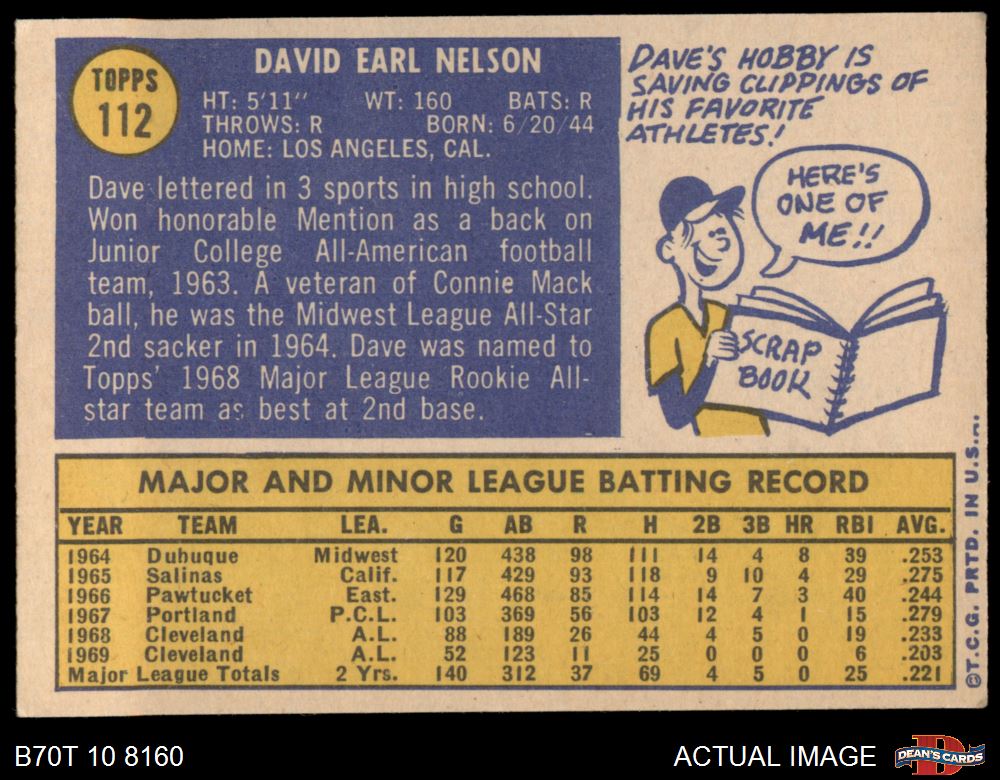 TOPPS
112
DAVID EARL NELSON
HT: 5'11" WT: 160 BATS: R
THROWS: R BORN: 6/20/44
HOME: LOS ANGELES, CAL.
Dave lettered in 3 sports in high school.
Won honorable Mention as a back on
Junior College All-American football
team, 1963. A veteran of Connie Mack
ball, he was the Midwest League All-Star
2nd sacker in 1964. Dave was named to
Topps' 1968 Major League Rookie All-
star team as best at 2nd base.
DAVE'S HOBBY IS
SAVING CLIPPINGS OF
HIS FAVORITE
ATHLETES!
HERE'S
ONE OF
ME!!
SCRAP
BOOK
MAJOR AND MINOR LEAGUE BATTING RECORD
YEAR TEAM LEA. G AB R H 2B 3B HR RBI AVG.
1964 Duhuque Midwest 120 438 98 111 14 4 8 39 .253
1965 Salinas Calif. 117 429 93 118 9 10 4 29 .275
1966 Pawtucket East. 129 468 85 114 14 7 3 40 .244
1967 Portland P.C.L. 103 369 56 103 12 4 1 15 .279
1968 Cleveland A.L. 88 189 26 44 4 5 0 19 .233
1969 Cleveland A.L. 52 123 11 25 0 0 0 6 .203
Major League Totals 2 Yrs. 140 312 37 69 4 5 0 25 .221
©T.C.G. PRTD. IN U.S.A.
B70T 10 8160
ACTUAL IMAGE
D
DEAN'S CARDS